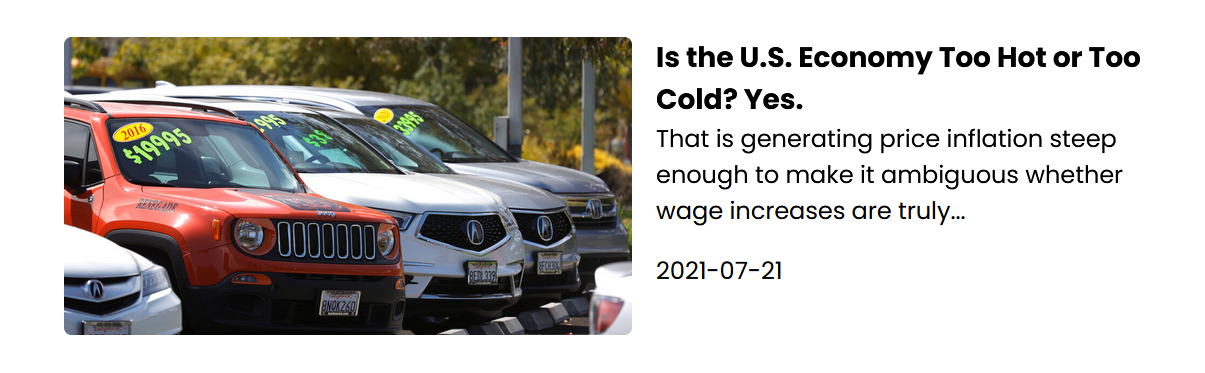 Is the U.S. Economy Too Hot or Too
Cold? Yes.
That is generating price inflation steep
enough to make it ambiguous whether
wage increases are truly...
2021-07-21
2016
$19995
RENEGADE
Jeep
8NOK260